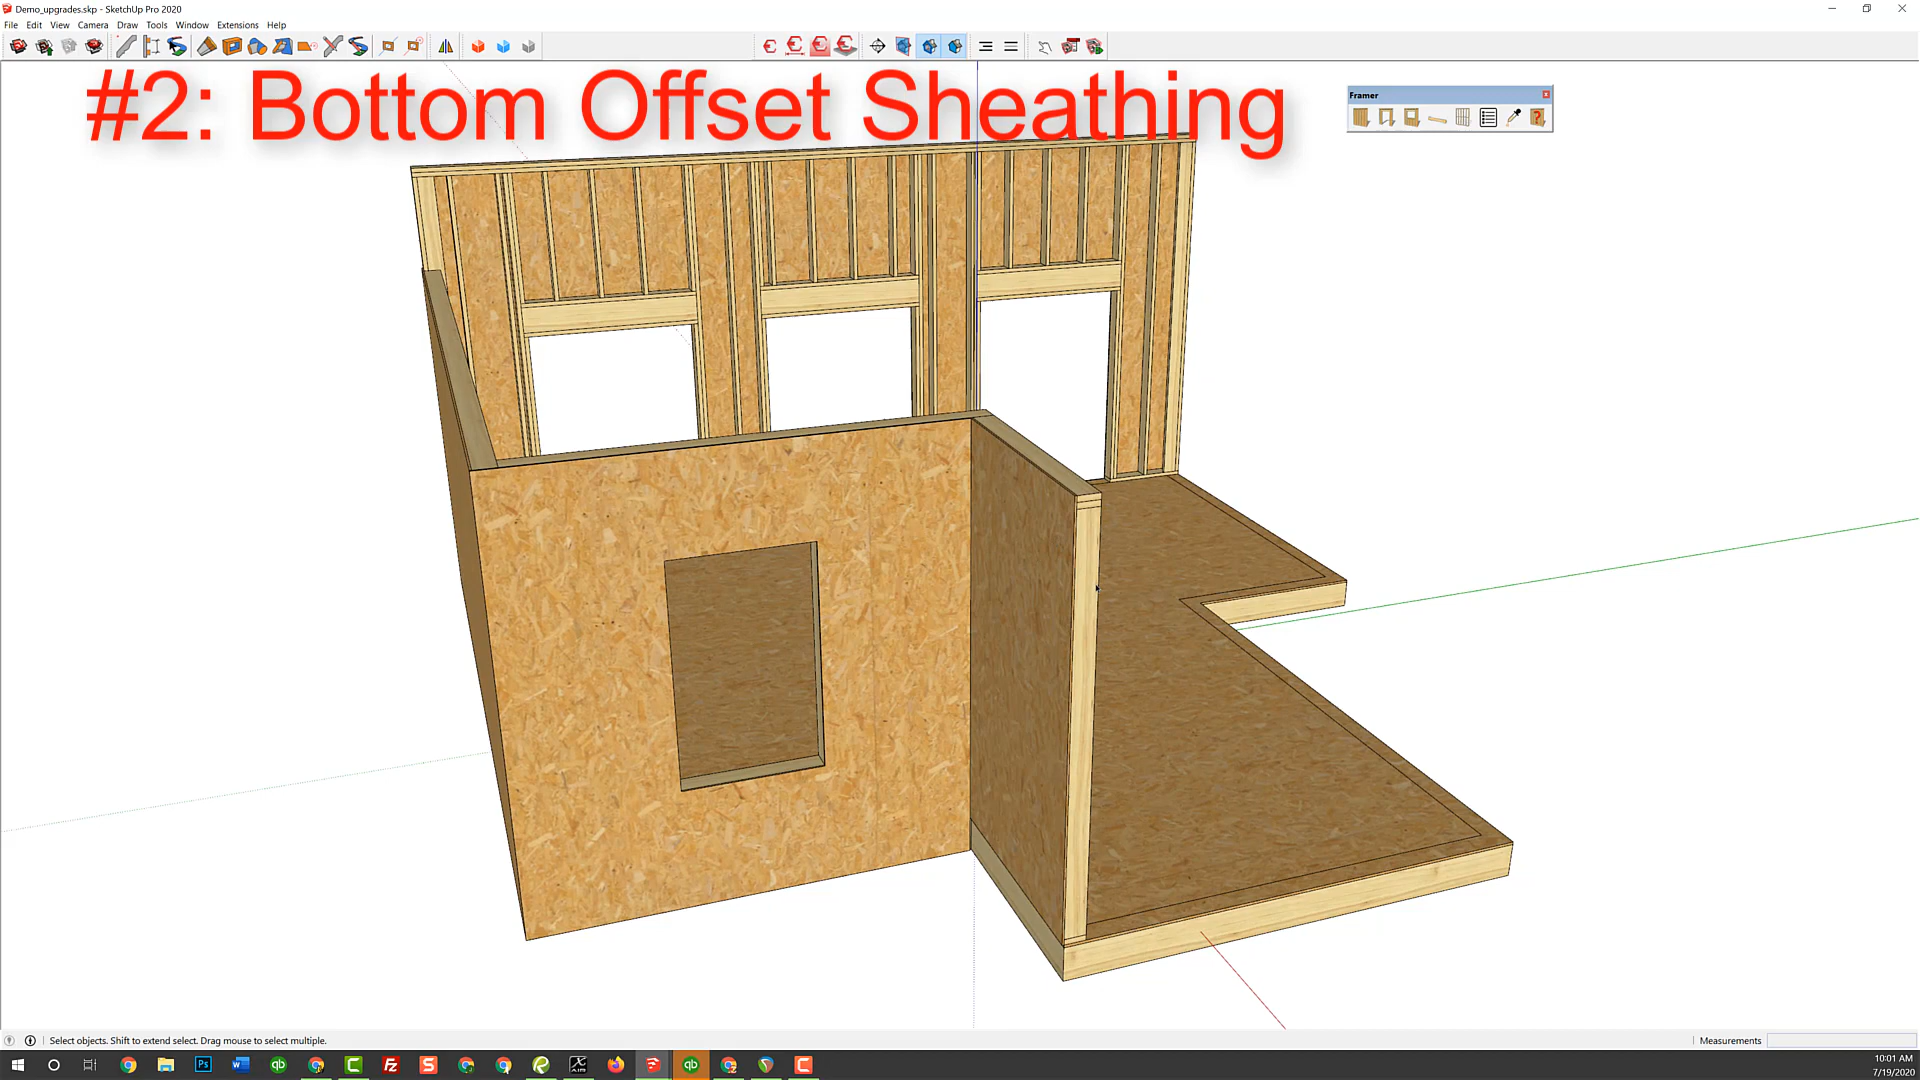 Demo_upgrades.skp - SketchUp Pro 2020
File Edit View Camera Draw Tools Window Extensions Help
#2: Bottom Offset Sheathing
Framer
Select objects. Shift to extend select. Drag mouse to select multiple.
Measurements
10:01 AM
7/19/2020